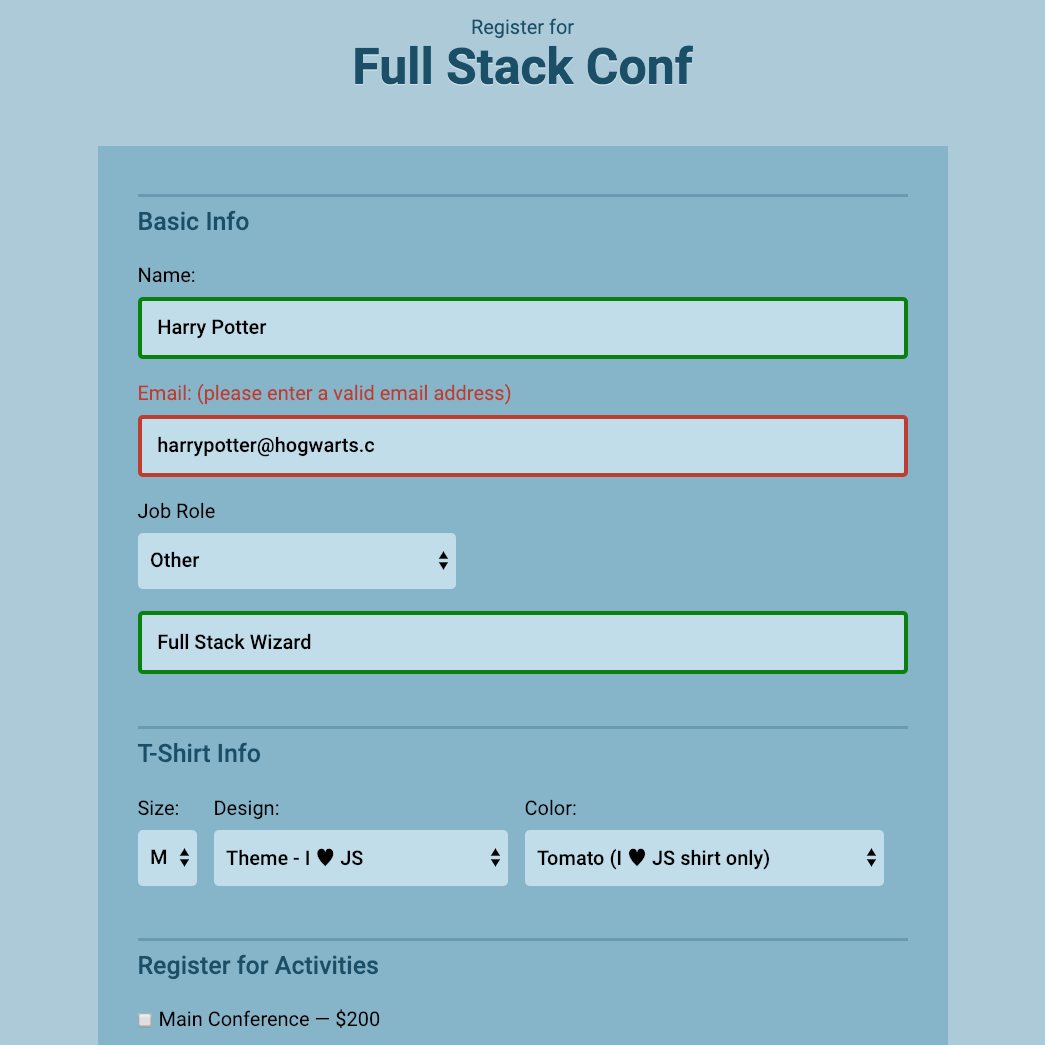 Register for
Full Stack Conf
Basic Info
Name:
Harry Potter
Email: (please enter a valid email address)
harrypotter@hogwarts.c
Job Role
Other
Full Stack Wizard
T-Shirt Info
Size: Design: Color:
M Theme - I ♥ JS Tomato (I ♥ JS shirt only)
Register for Activities
Main Conference — $200